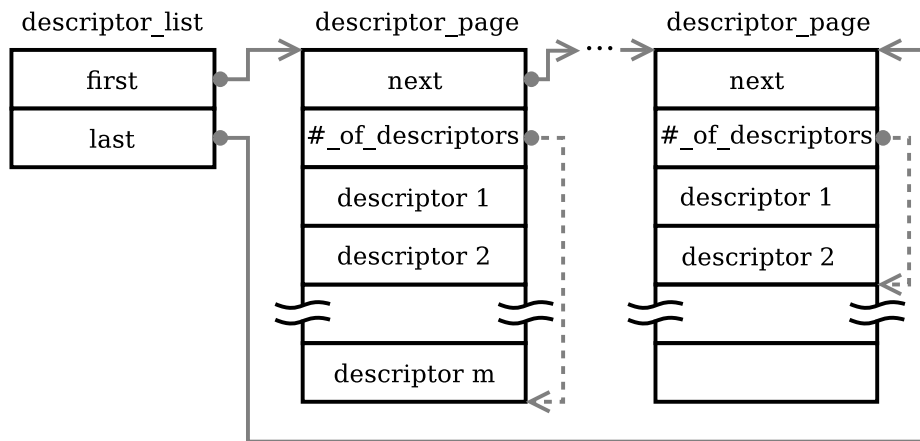 descriptor_list
first
last
descriptor_page
next
#_of_descriptors
descriptor 1
descriptor 2
descriptor m
...
descriptor_page
next
#_of_descriptors
descriptor 1
descriptor 2